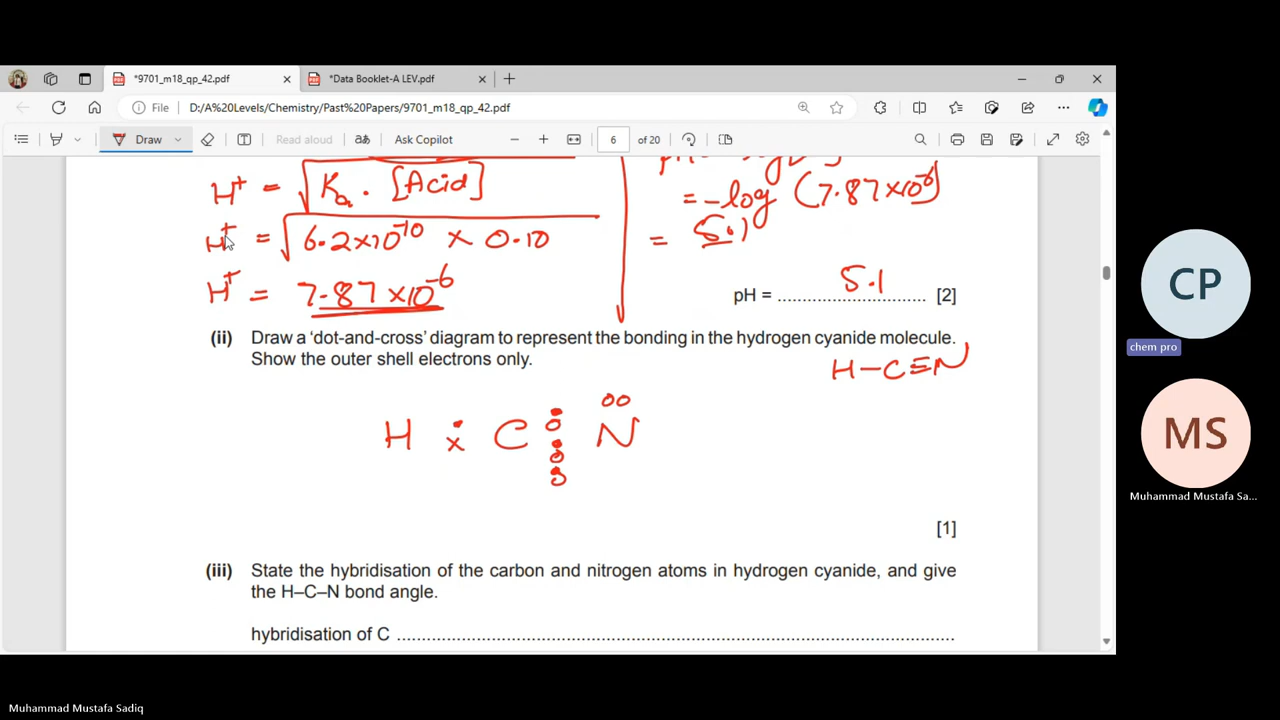 *9701_m18_qp_42.pdf
*Data Booklet-A LEV.pdf
File
D:/A%20Levels/Chemistry/Past%20Papers/9701_m18_qp_42.pdf
Draw
Read aloud
Ask Copilot
6
of 20
H⁺ = √Kₐ . [Acid]
= -log (7.87×10⁻⁶)
H⁺ = √6.2×10⁻¹⁰ × 0.10
= 5.1
H⁺ = 7.87 ×10⁻⁶
5.1
pH = ............................. [2]
(ii) Draw a ‘dot-and-cross’ diagram to represent the bonding in the hydrogen cyanide molecule.
Show the outer shell electrons only.
H–C≡N
H x C N
[1]
(iii) State the hybridisation of the carbon and nitrogen atoms in hydrogen cyanide, and give
the H–C–N bond angle.
hybridisation of C ..............................................................
CP
chem pro
MS
Muhammad Mustafa Sa...
Muhammad Mustafa Sadiq